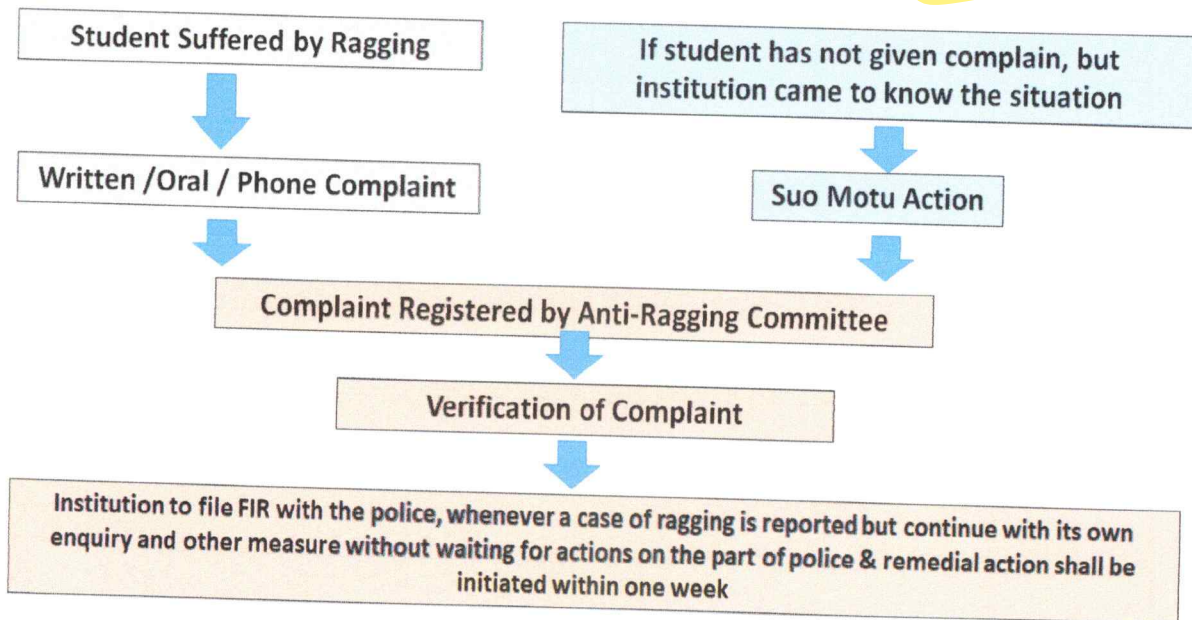 Student Suffered by Ragging
If student has not given complain, but
institution came to know the situation
Written /Oral / Phone Complaint
Suo Motu Action
Complaint Registered by Anti-Ragging Committee
Verification of Complaint
Institution to file FIR with the police, whenever a case of ragging is reported but continue with its own
enquiry and other measure without waiting for actions on the part of police & remedial action shall be
initiated within one week